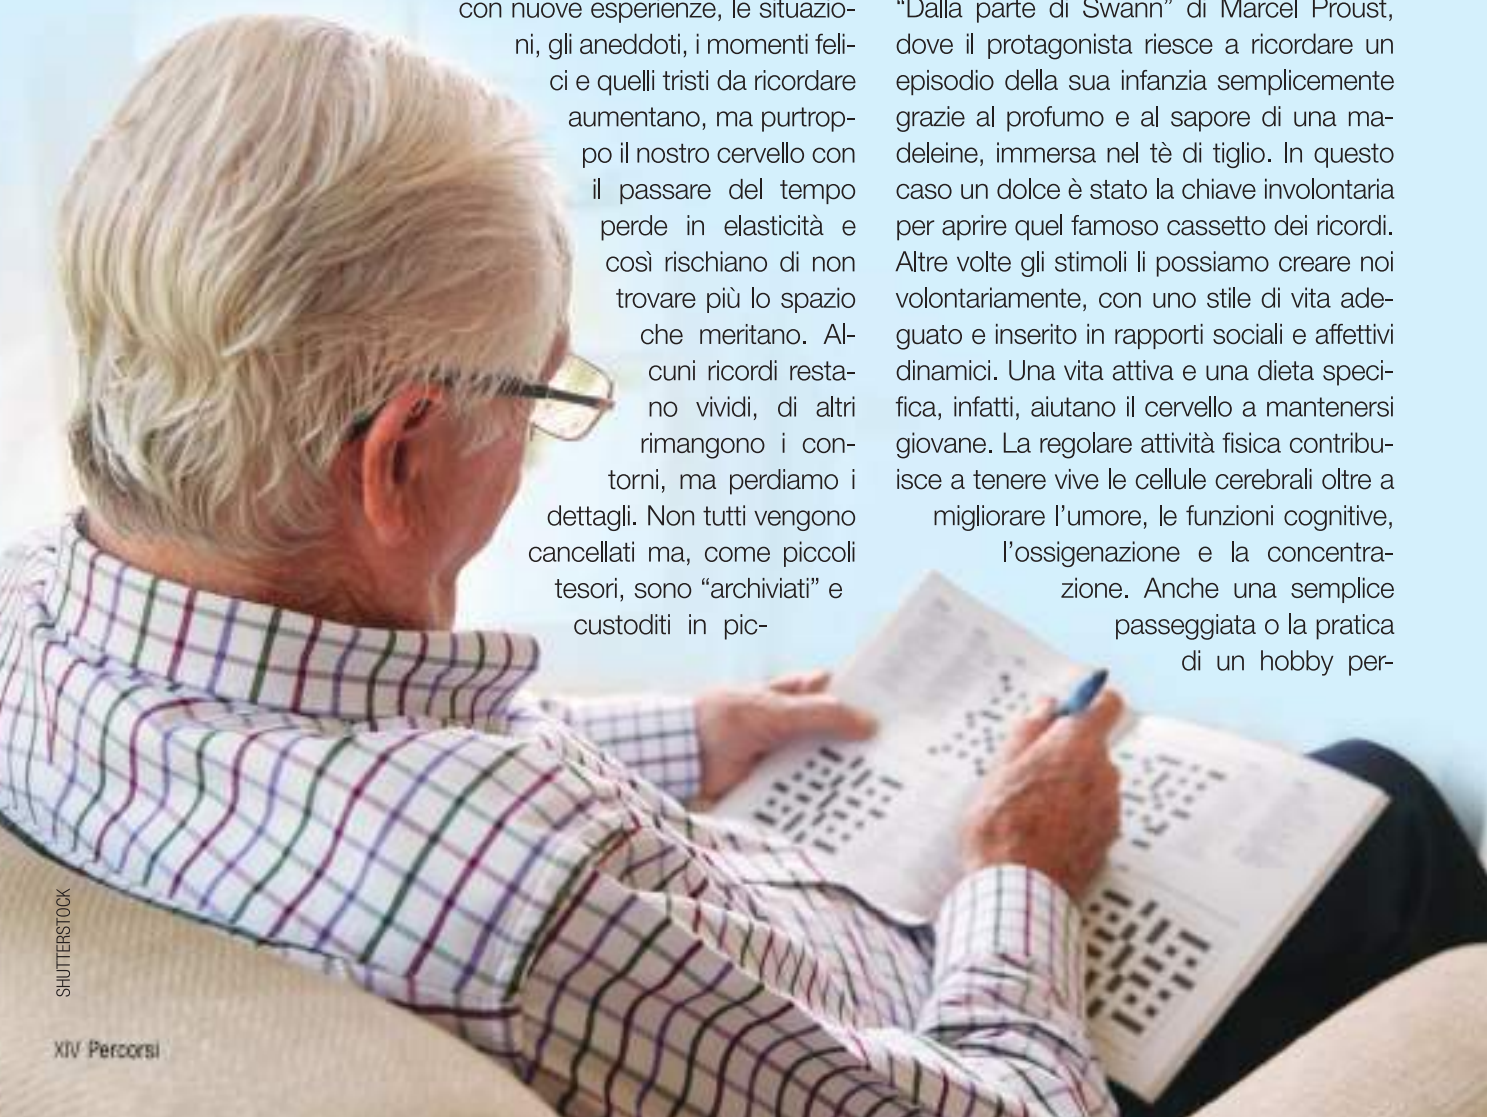 con nuove esperienze, le situazio-
ni, gli aneddoti, i momenti feli-
ci e quelli tristi da ricordare
aumentano, ma purtrop-
po il nostro cervello con
il passare del tempo
perde in elasticità e
così rischiano di non
trovare più lo spazio
che meritano. Al-
cuni ricordi resta-
no vividi, di altri
rimangono i con-
torni, ma perdiamo i
dettagli. Non tutti vengono
cancellati ma, come piccoli
tesori, sono “archiviati” e
custoditi in pic-
“Dalla parte di Swann” di Marcel Proust,
dove il protagonista riesce a ricordare un
episodio della sua infanzia semplicemente
grazie al profumo e al sapore di una ma-
deleine, immersa nel tè di tiglio. In questo
caso un dolce è stato la chiave involontaria
per aprire quel famoso cassetto dei ricordi.
Altre volte gli stimoli li possiamo creare noi
volontariamente, con uno stile di vita ade-
guato e inserito in rapporti sociali e affettivi
dinamici. Una vita attiva e una dieta speci-
fica, infatti, aiutano il cervello a mantenersi
giovane. La regolare attività fisica contribu-
isce a tenere vive le cellule cerebrali oltre a
migliorare l’umore, le funzioni cognitive,
l’ossigenazione e la concentra-
zione. Anche una semplice
passeggiata o la pratica
di un hobby per-
SHUTTERSTOCK
XIV Percorsi